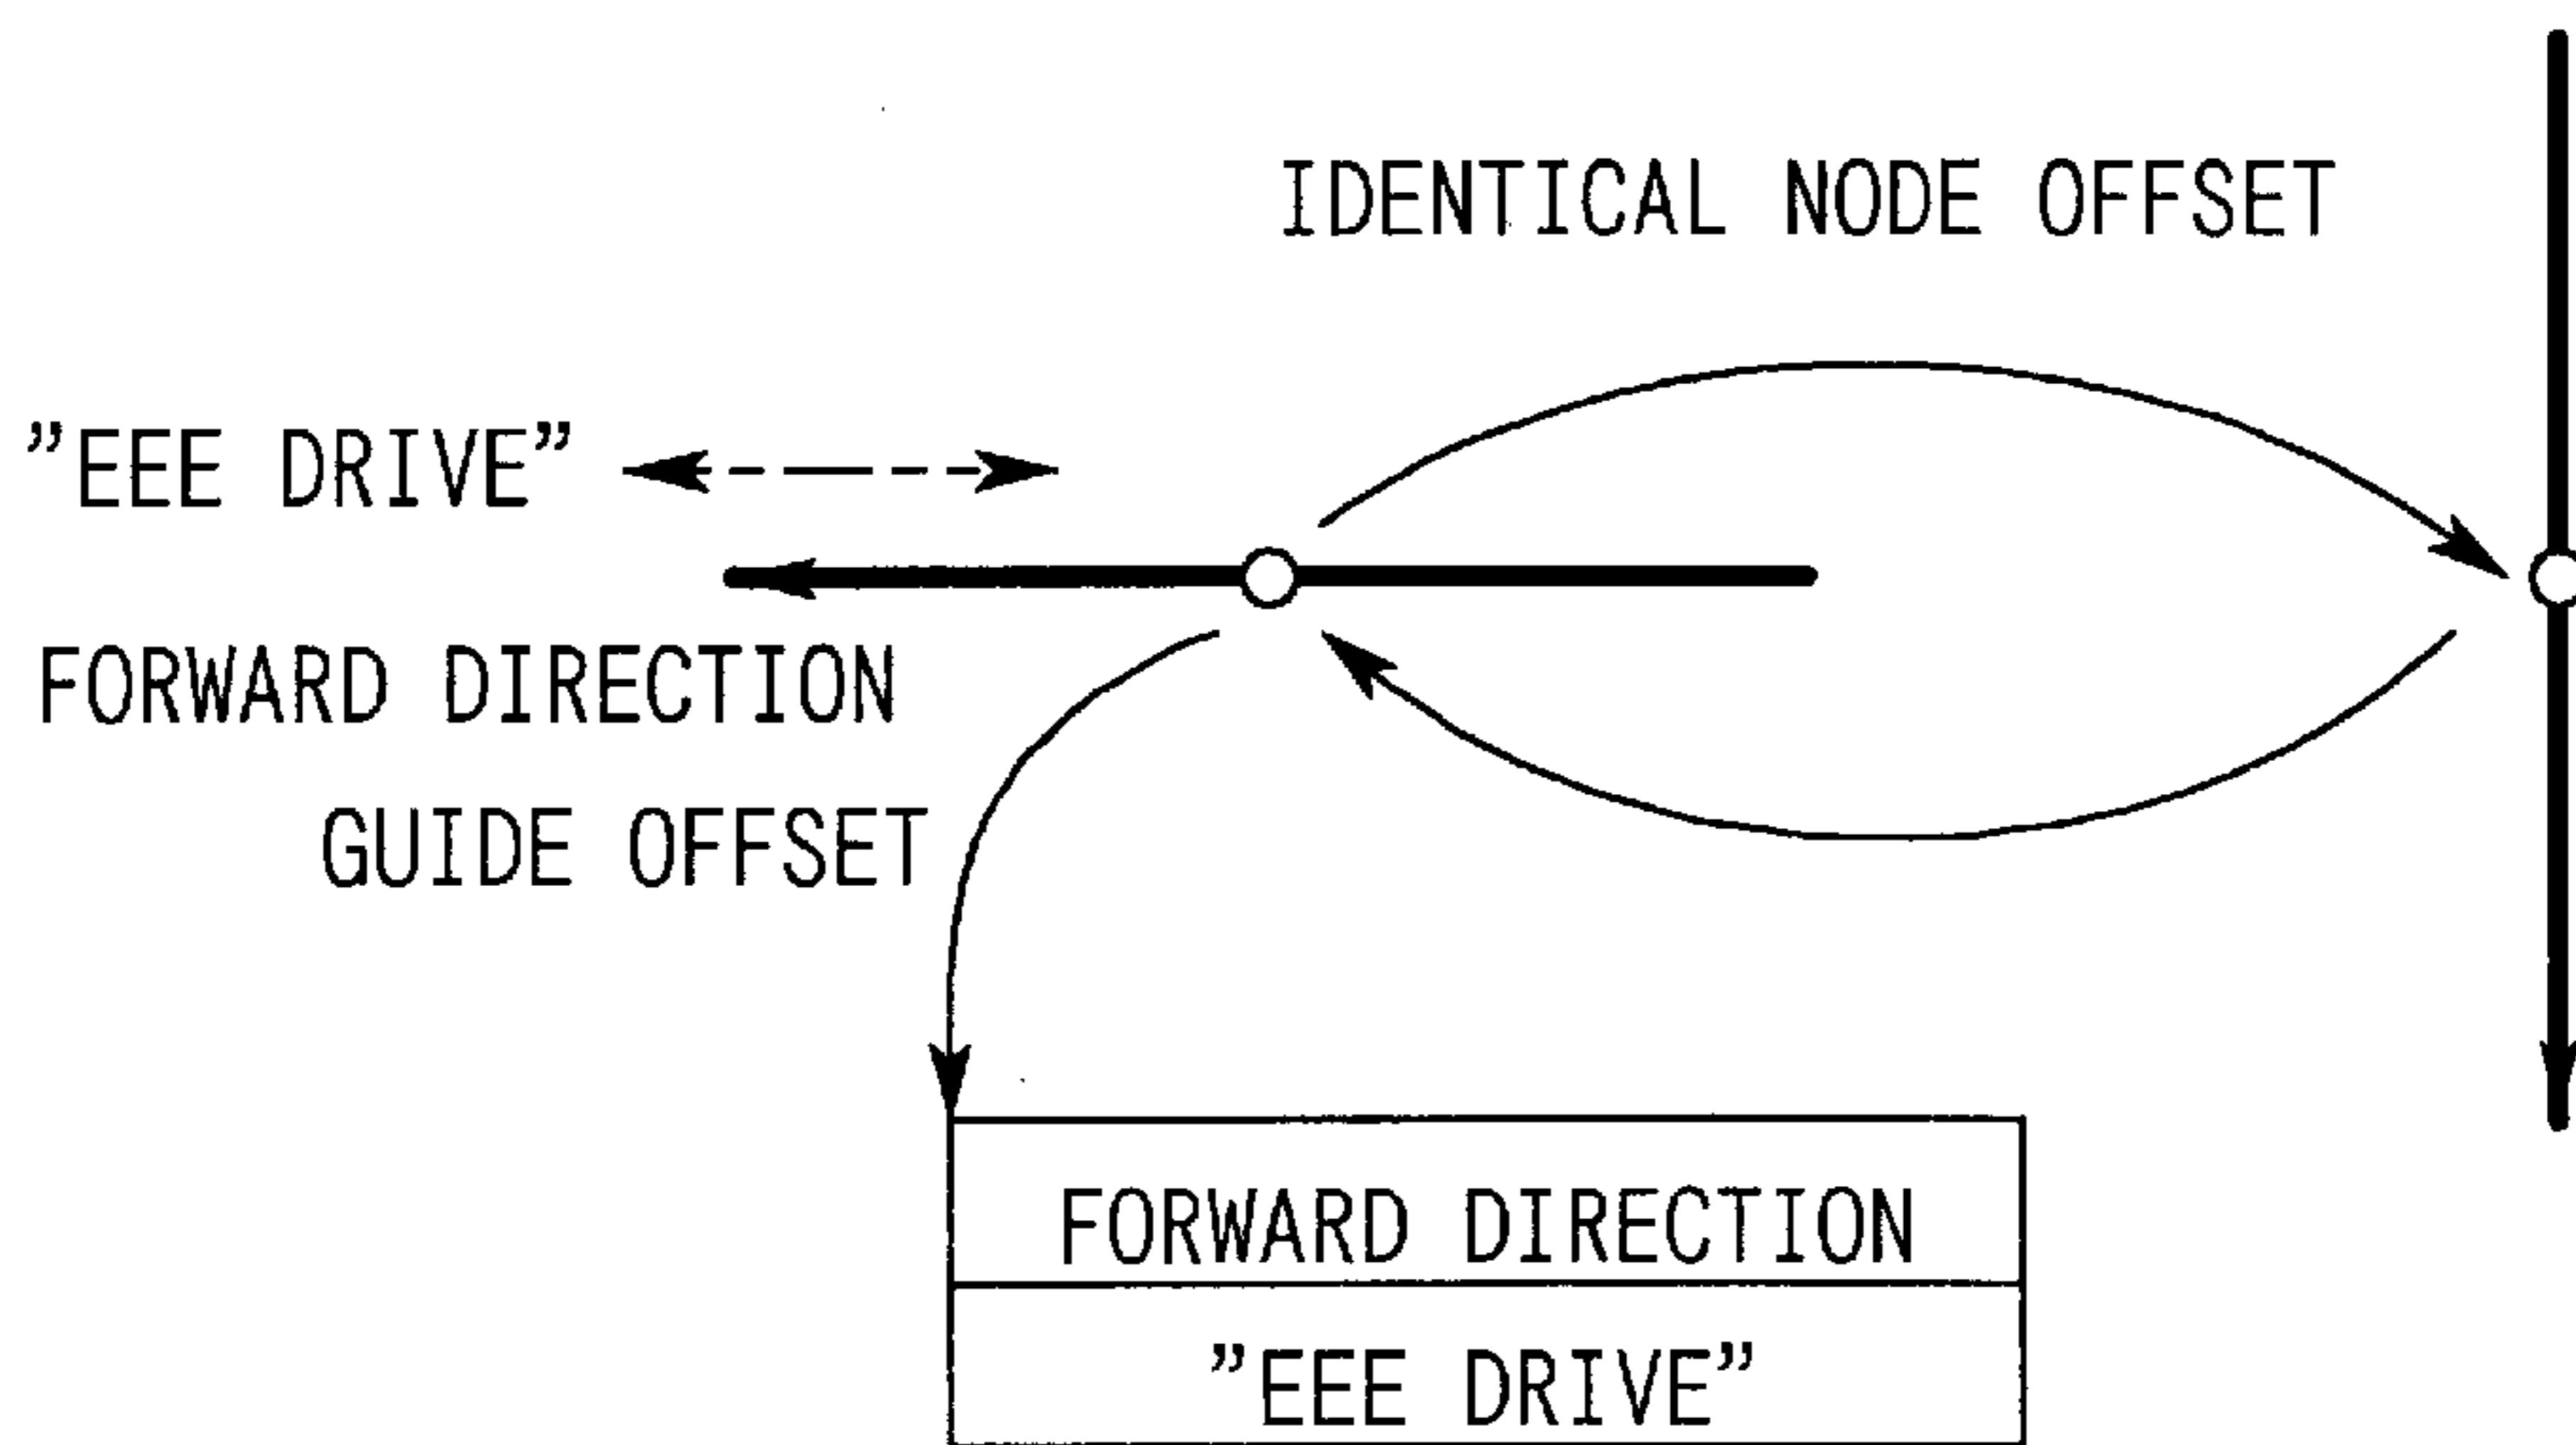 IDENTICAL NODE OFFSET
”EEE DRIVE”
FORWARD DIRECTION
GUIDE OFFSET
FORWARD DIRECTION
”EEE DRIVE”